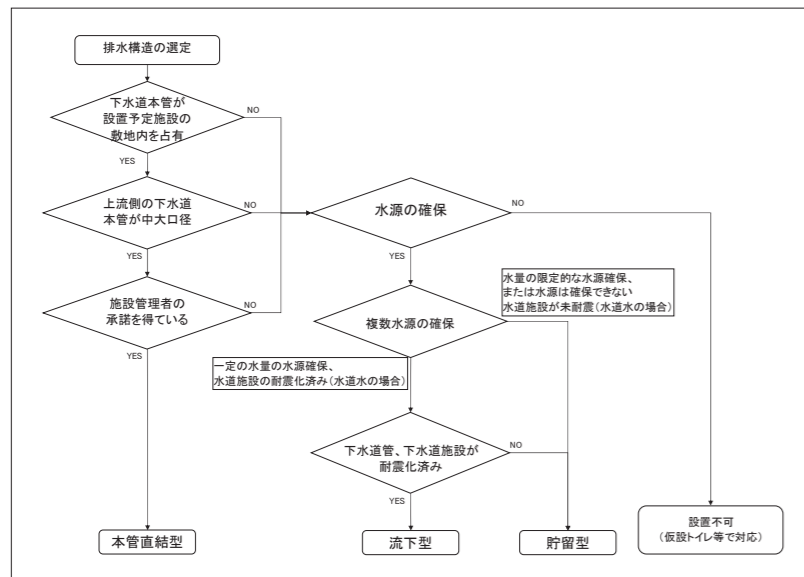 排水構造の選定
下水道本管が
設置予定施設の
敷地内を占有
NO
YES
上流側の下水道
本管が中大口径
NO
YES
施設管理者の
承諾を得ている
NO
YES
水源の確保
NO
YES
水量の限定的な水源確保、
または水源は確保できない
水道施設が未耐震(水道水の場合)
複数水源の確保
一定の水量の水源確保、
水道施設の耐震化済み(水道水の場合)
下水道管、下水道施設が
耐震化済み
NO
YES
本管直結型
流下型
貯留型
設置不可
(仮設トイレ等で対応)